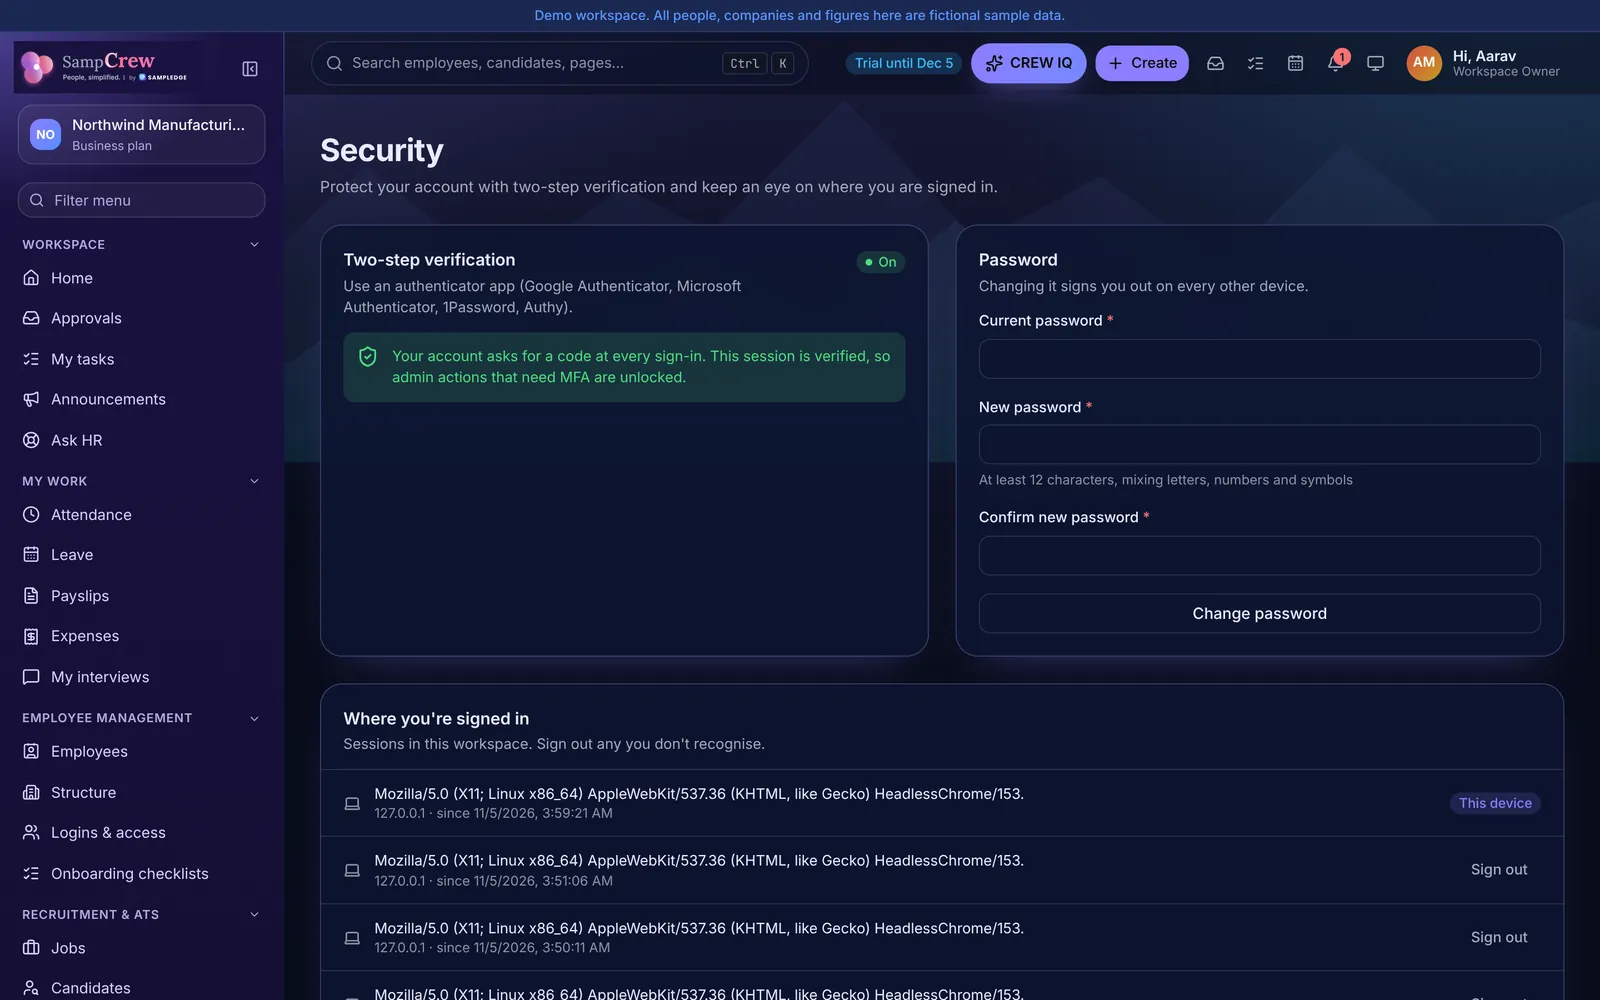 Demo workspace. All people, companies and figures here are fictional sample data.
SampCrew
People, simplified. | by SAMPLEDGE
Search employees, candidates, pages...
Ctrl K
Trial until Dec 5
CREW IQ
Create
1
AM
Hi, Aarav
Workspace Owner
NO
Northwind Manufacturi...
Business plan
Filter menu
WORKSPACE
Home
Approvals
My tasks
Announcements
Ask HR
MY WORK
Attendance
Leave
Payslips
Expenses
My interviews
EMPLOYEE MANAGEMENT
Employees
Structure
Logins & access
Onboarding checklists
RECRUITMENT & ATS
Jobs
Candidates
Security
Protect your account with two-step verification and keep an eye on where you are signed in.
Two-step verification
On
Use an authenticator app (Google Authenticator, Microsoft
Authenticator, 1Password, Authy).
Your account asks for a code at every sign-in. This session is verified, so
admin actions that need MFA are unlocked.
Password
Changing it signs you out on every other device.
Current password *
New password *
At least 12 characters, mixing letters, numbers and symbols
Confirm new password *
Change password
Where you're signed in
Sessions in this workspace. Sign out any you don't recognise.
Mozilla/5.0 (X11; Linux x86_64) AppleWebKit/537.36 (KHTML, like Gecko) HeadlessChrome/153.
127.0.0.1 · since 11/5/2026, 3:59:21 AM
This device
Mozilla/5.0 (X11; Linux x86_64) AppleWebKit/537.36 (KHTML, like Gecko) HeadlessChrome/153.
127.0.0.1 · since 11/5/2026, 3:51:06 AM
Sign out
Mozilla/5.0 (X11; Linux x86_64) AppleWebKit/537.36 (KHTML, like Gecko) HeadlessChrome/153.
127.0.0.1 · since 11/5/2026, 3:50:11 AM
Sign out
Mozilla/5.0 (X11; Linux x86_64) AppleWebKit/537.36 (KHTML, like Gecko) HeadlessChrome/153.